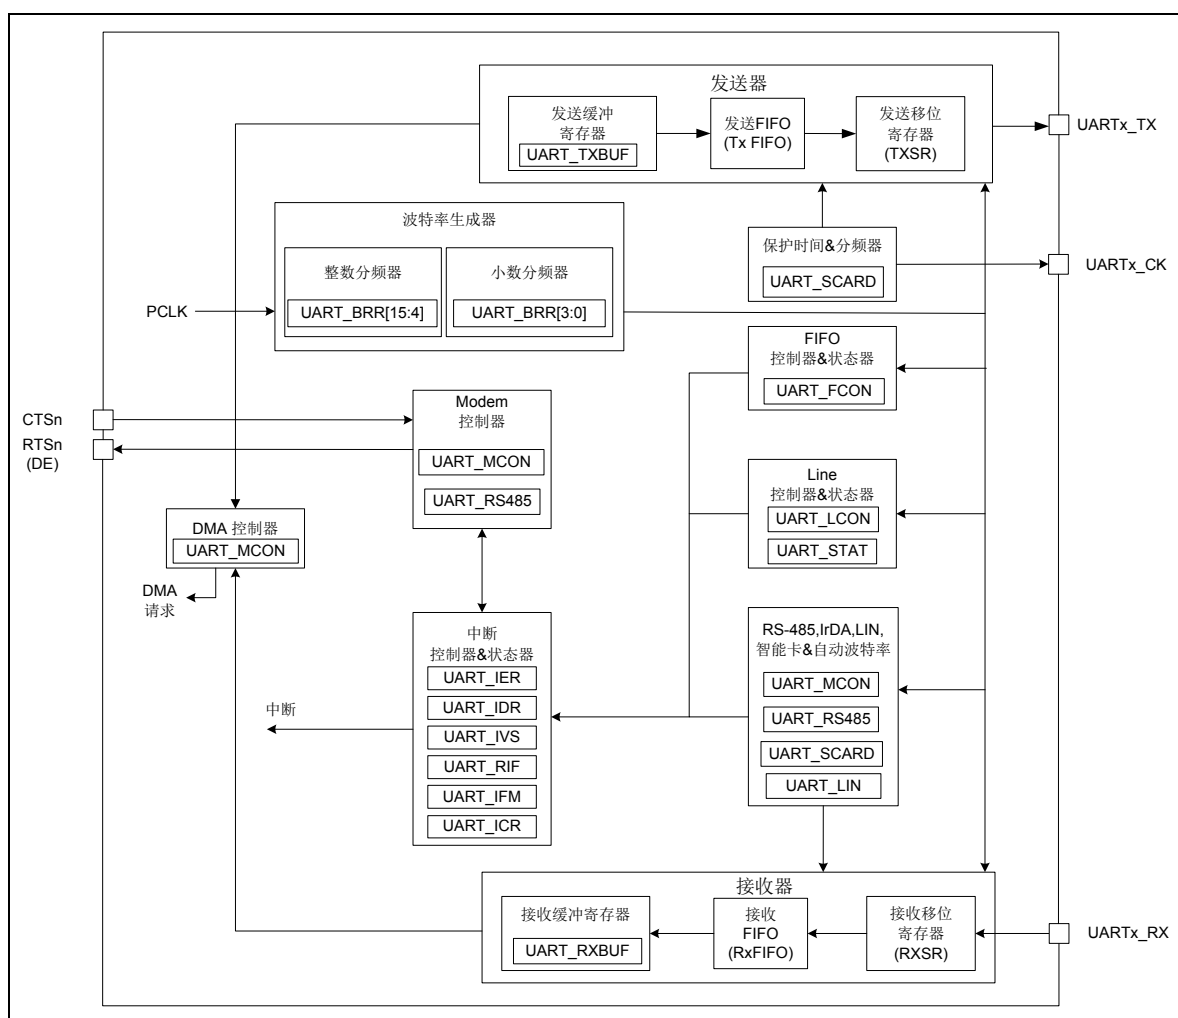 发送器
发送缓冲
寄存器
UART_TXBUF
发送FIFO
(Tx FIFO)
发送移位
寄存器
(TXSR)
UARTx_TX
波特率生成器
整数分频器
UART_BRR[15:4]
小数分频器
UART_BRR[3:0]
PCLK
保护时间&分频器
UART_SCARD
UARTx_CK
FIFO
控制器&状态器
UART_FCON
CTSn
RTSn
(DE)
Modem
控制器
UART_MCON
UART_RS485
Line
控制器&状态器
UART_LCON
UART_STAT
DMA 控制器
UART_MCON
DMA
请求
中断
控制器&状态器
UART_IER
UART_IDR
UART_IVS
UART_RIF
UART_IFM
UART_ICR
中断
RS-485,IrDA,LIN,
智能卡&自动波特率
UART_MCON
UART_RS485
UART_SCARD
UART_LIN
接收器
接收缓冲寄存器
UART_RXBUF
接收
FIFO
(RxFIFO)
接收移位
寄存器
(RXSR)
UARTx_RX